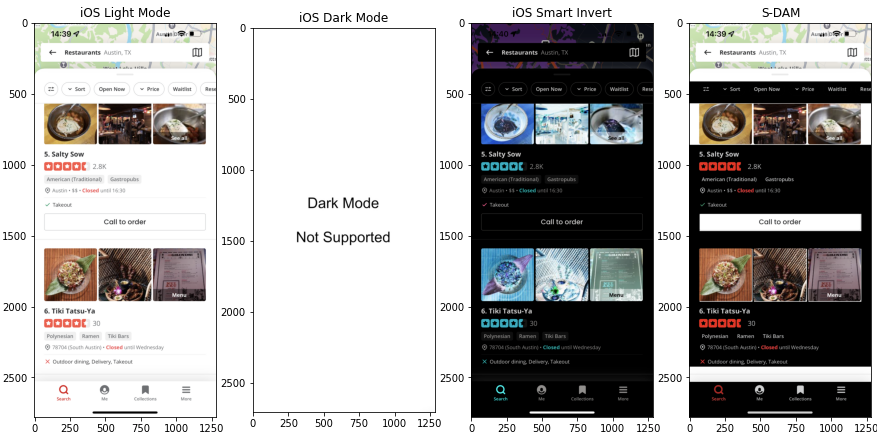 iOS Light Mode
14:39
Restaurants Austin, TX
Sort Open Now Price Waitlist Rese
See all
5. Salty Sow
2.8K
American (Traditional) Gastropubs
Austin • $$ • Closed until 16:30
Takeout
Call to order
Menu
6. Tiki Tatsu-Ya
30
Polynesian Ramen Tiki Bars
78704 (South Austin) • Closed until Wednesday
Outdoor dining, Delivery, Takeout
Search Me Collections More
0
500
1000
1500
2000
2500
0 250 500 750 1000 1250
iOS Dark Mode
Dark Mode
Not Supported
0
500
1000
1500
2000
2500
0 250 500 750 1000 1250
iOS Smart Invert
Restaurants Austin, TX
Sort Open Now Price Waitlist Rese
See all
5. Salty Sow
2.8K
American (Traditional) Gastropubs
Austin • $$ • Closed until 16:30
Takeout
Call to order
Menu
6. Tiki Tatsu-Ya
30
Polynesian Ramen Tiki Bars
78704 (South Austin) • Closed until Wednesday
Outdoor dining, Delivery, Takeout
Search Me Collections More
0
500
1000
1500
2000
2500
0 250 500 750 1000 1250
S-DAM
14:39
Restaurants Austin, TX
Sort Open Now Price Waitlist Rese
See all
5. Salty Sow
2.8K
American (Traditional) Gastropubs
Austin • $$ • Closed until 16:30
Takeout
Call to order
Menu
6. Tiki Tatsu-Ya
30
Polynesian Ramen Tiki Bars
78704 (South Austin) • Closed until Wednesday
Outdoor dining, Delivery, Takeout
Search Me Collections More
0
500
1000
1500
2000
2500
0 250 500 750 1000 1250